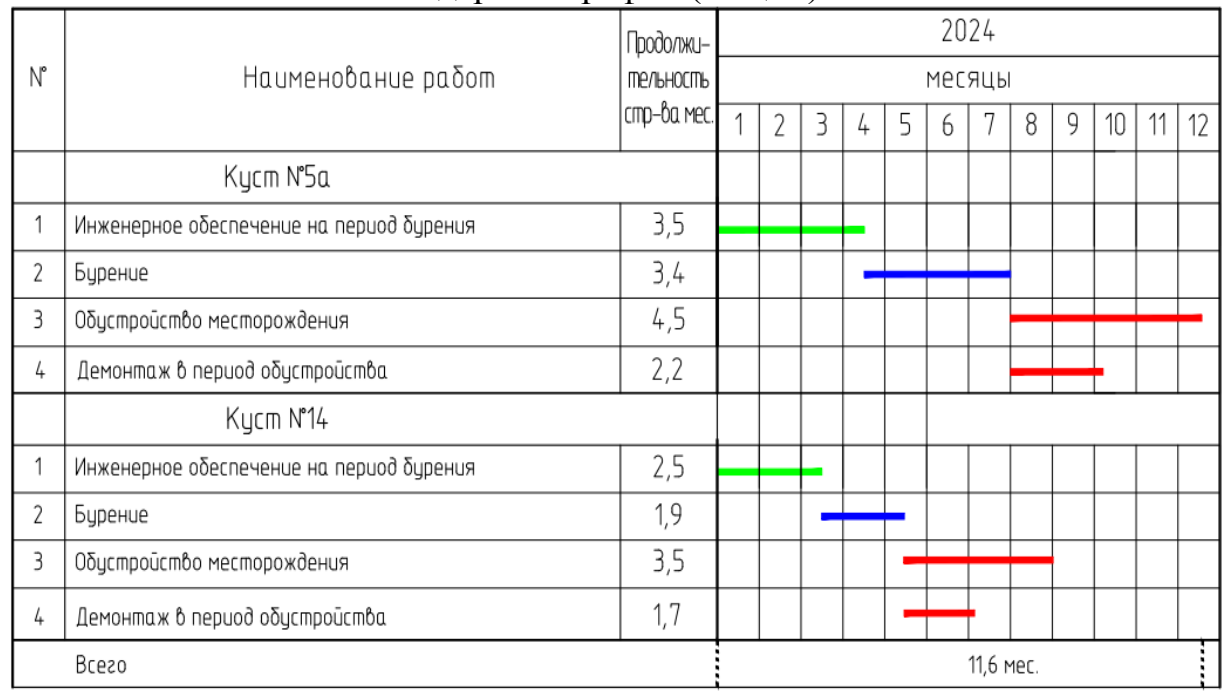 N° Наименование работ Продолжи-
тельность
стр-ва мес. 2024
месяцы
1 2 3 4 5 6 7 8 9 10 11 12
Куст N°5а
1 Инженерное обеспечение на период бурения 3,5
2 Бурение 3,4
3 Обустройство месторождения 4,5
4 Демонтаж в период обустройства 2,2
Куст N°14
1 Инженерное обеспечение на период бурения 2,5
2 Бурение 1,9
3 Обустройство месторождения 3,5
4 Демонтаж в период обустройства 1,7
Всего 11,6 мес.